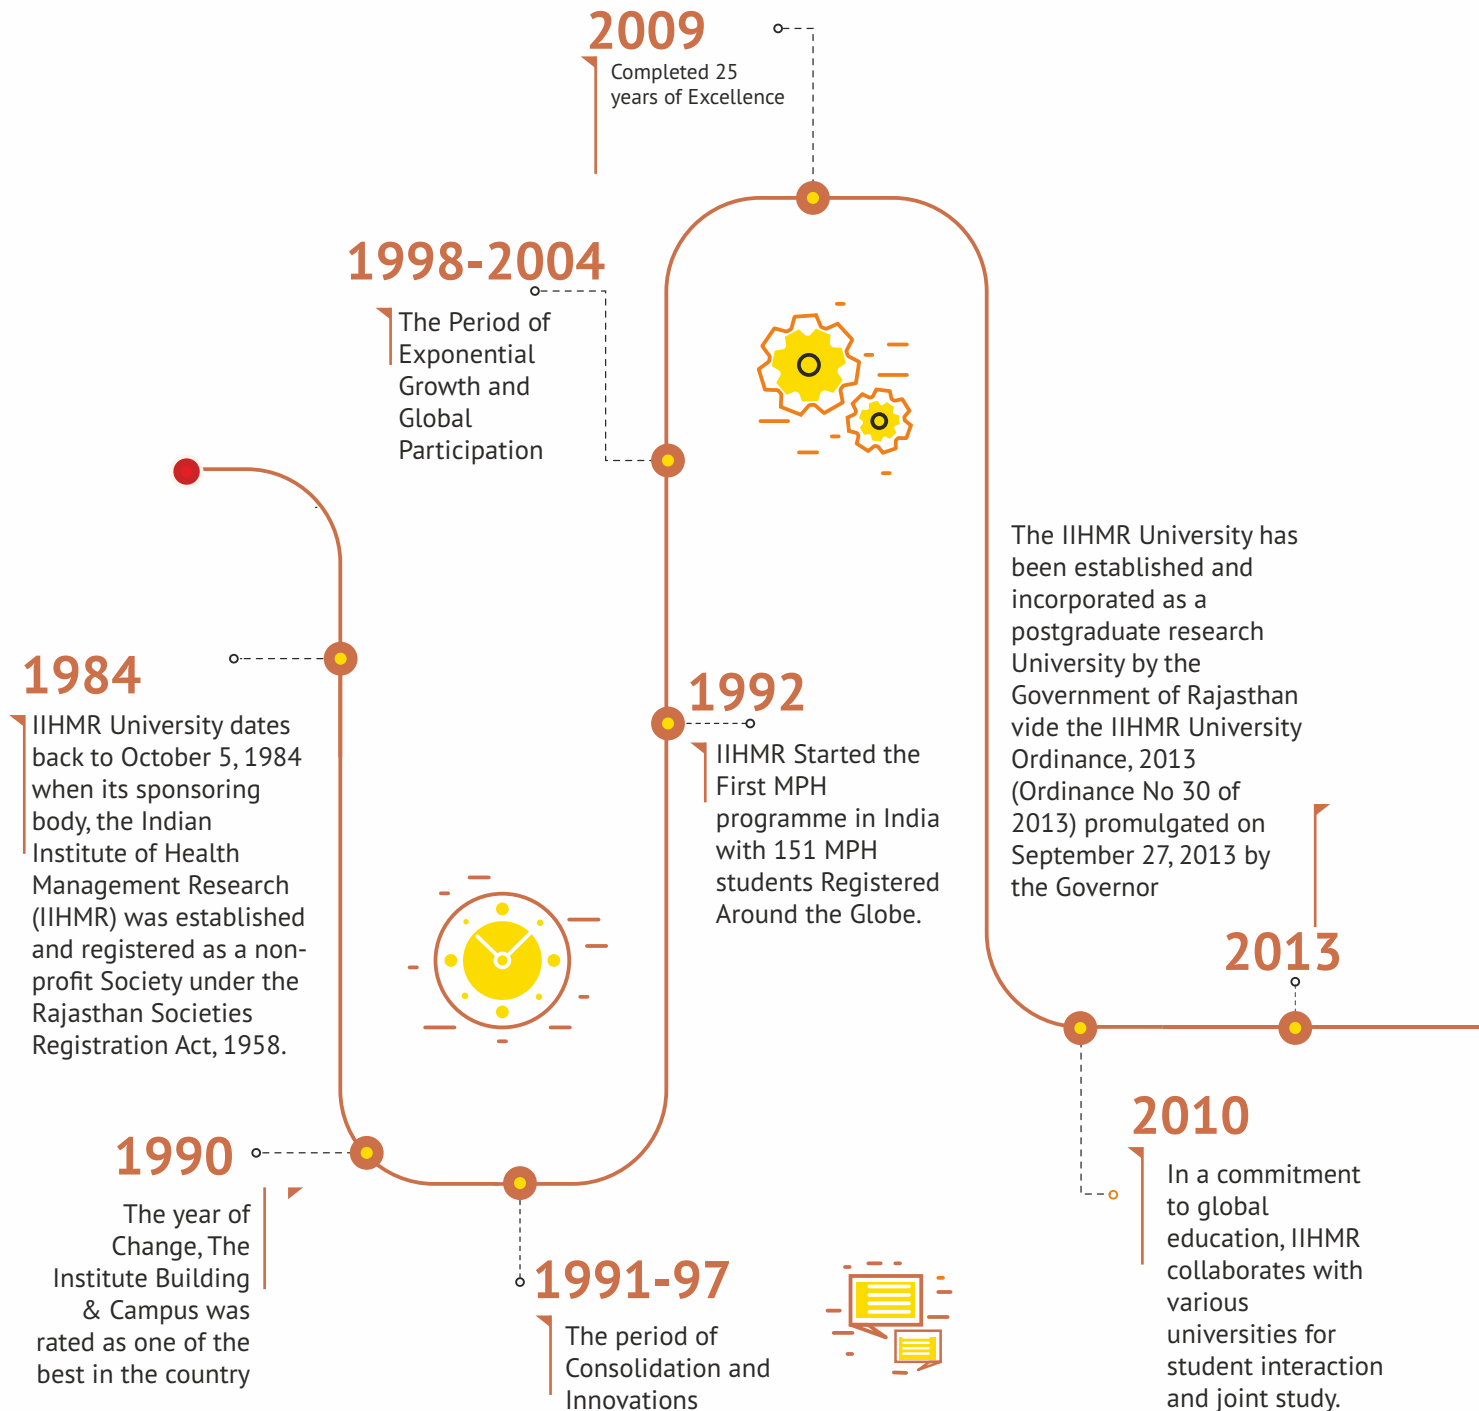 2009
Completed 25
years of Excellence
1998-2004
The Period of
Exponential
Growth and
Global
Participation
1984
IIHMR University dates
back to October 5, 1984
when its sponsoring
body, the Indian
Institute of Health
Management Research
(IIHMR) was established
and registered as a non-
profit Society under the
Rajasthan Societies
Registration Act, 1958.
1990
The year of
Change, The
Institute Building
& Campus was
rated as one of the
best in the country
1991-97
The period of
Consolidation and
Innovations
1992
IIHMR Started the
First MPH
programme in India
with 151 MPH
students Registered
Around the Globe.
The IIHMR University has
been established and
incorporated as a
postgraduate research
University by the
Government of Rajasthan
vide the IIHMR University
Ordinance, 2013
(Ordinance No 30 of
2013) promulgated on
September 27, 2013 by
the Governor
2013
2010
In a commitment
to global
education, IIHMR
collaborates with
various
universities for
student interaction
and joint study.